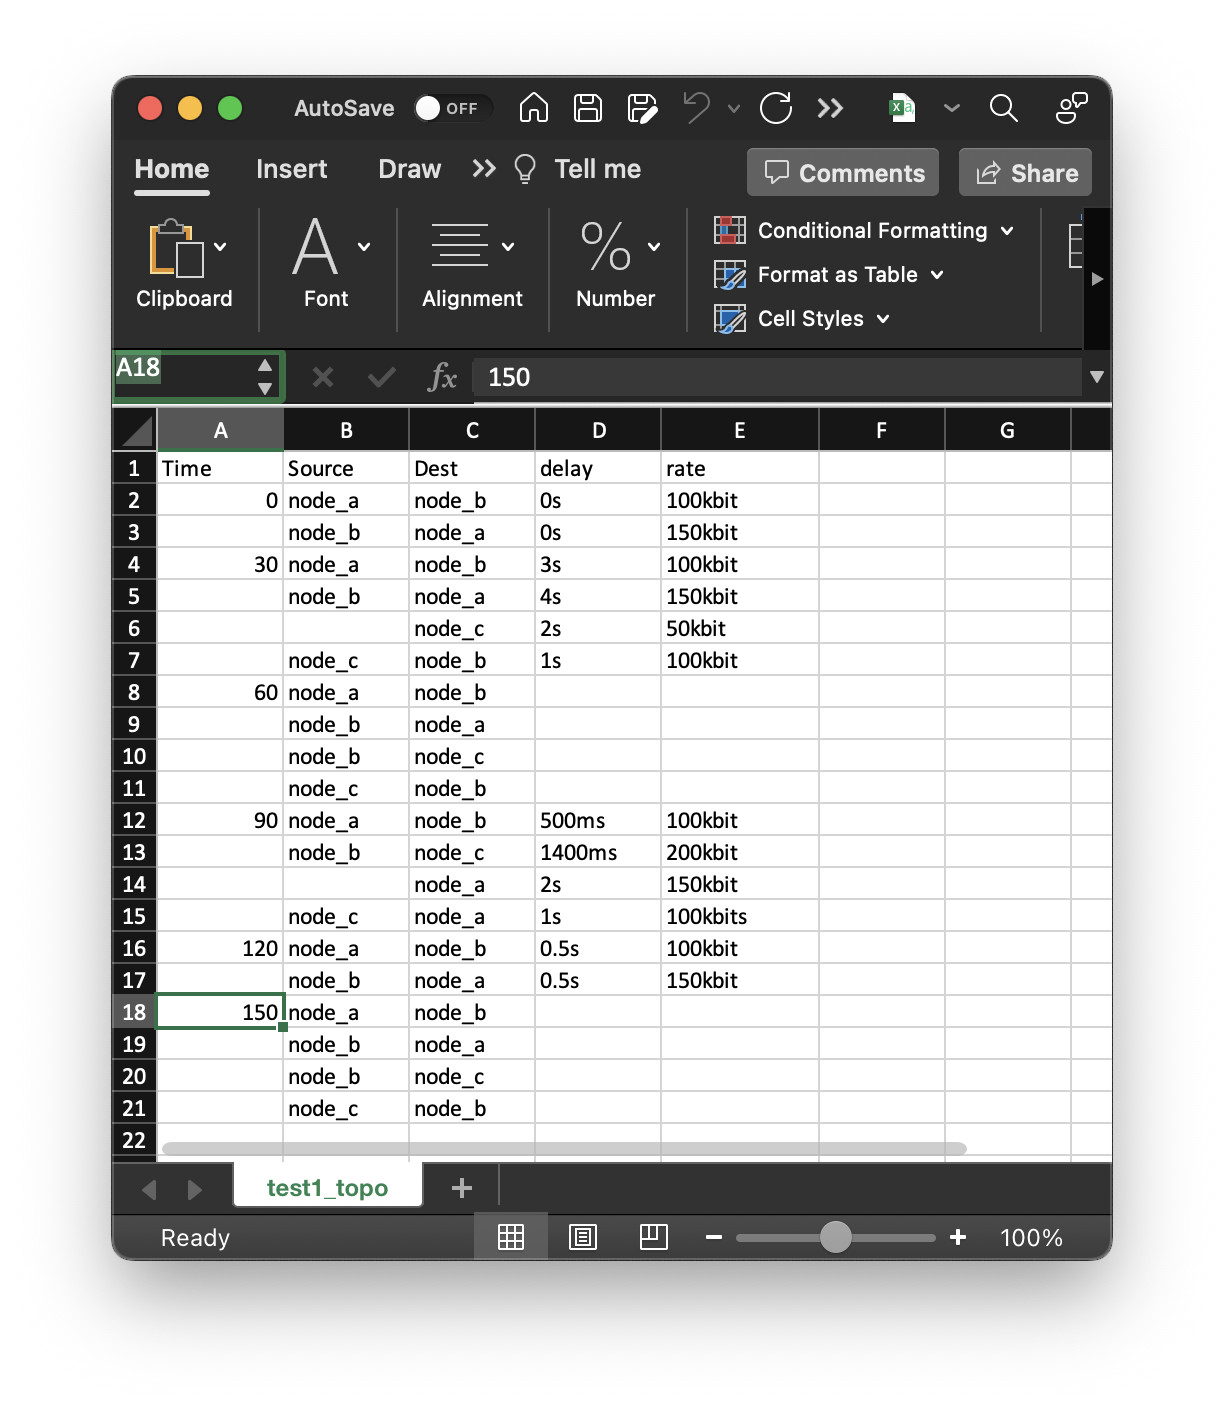 AutoSave OFF
Home Insert Draw Tell me Comments Share
Clipboard Font Alignment % Number Conditional Formatting
Format as Table
Cell Styles
A18 fx 150
A B C D E F G
1 Time Source Dest delay rate
2 0 node_a node_b 0s 100kbit
3 node_b node_a 0s 150kbit
4 30 node_a node_b 3s 100kbit
5 node_b node_a 4s 150kbit
6 node_c 2s 50kbit
7 node_c node_b 1s 100kbit
8 60 node_a node_b
9 node_b node_a
10 node_b node_c
11 node_c node_b
12 90 node_a node_b 500ms 100kbit
13 node_b node_c 1400ms 200kbit
14 node_a 2s 150kbit
15 node_c node_a 1s 100kbits
16 120 node_a node_b 0.5s 100kbit
17 node_b node_a 0.5s 150kbit
18 150 node_a node_b
19 node_b node_a
20 node_b node_c
21 node_c node_b
22
test1_topo +
Ready 100%